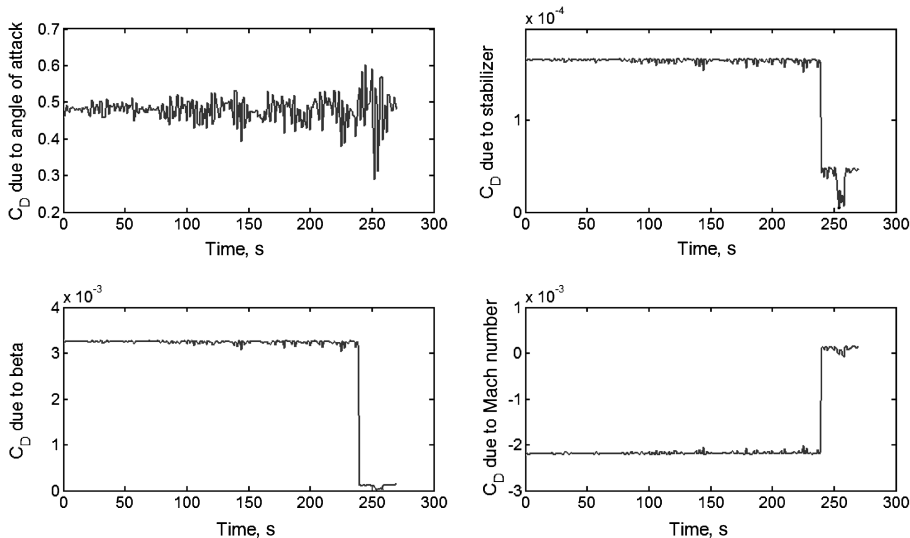 C_D due to angle of attack
0.7
0.6
0.5
0.4
0.3
0.2
0 50 100 150 200 250 300
Time, s
x 10^-4
C_D due to stabilizer
1
0
0 50 100 150 200 250 300
Time, s
x 10^-3
C_D due to beta
4
3
2
1
0
0 50 100 150 200 250 300
Time, s
x 10^-3
C_D due to Mach number
1
0
-1
-2
-3
0 50 100 150 200 250 300
Time, s